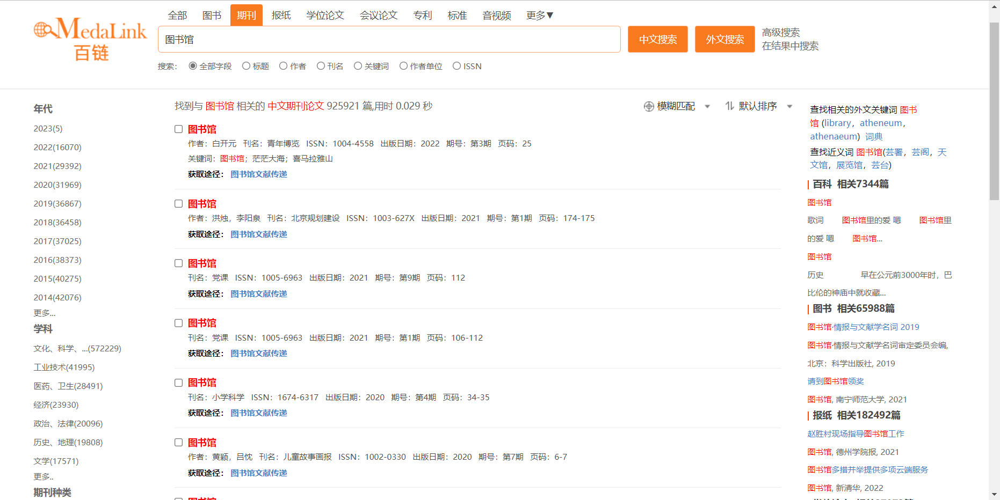 全部 图书 期刊 报纸 学位论文 会议论文 专利 标准 音视频 更多▼
MedaLink
百链
图书馆
中文搜索
外文搜索
高级搜索
在结果中搜索
搜索： 全部字段 标题 作者 刊名 关键词 作者单位 ISSN
年代
2023(5)
2022(16070)
2021(29392)
2020(31969)
2019(36867)
2018(36458)
2017(37025)
2016(38373)
2015(40275)
2014(42076)
更多...
学科
文化、科学、...(572229)
工业技术(41995)
医药、卫生(28491)
经济(23930)
政治、法律(20096)
历史、地理(19808)
文学(17571)
更多..
期刊种类
找到与 图书馆 相关的 中文期刊论文 925921 篇,用时 0.029 秒
模糊匹配
默认排序
图书馆
作者：白开元 刊名：青年博览 ISSN：1004-4558 出版日期：2022 期号：第3期 页码：25
关键词：图书馆；茫茫大海；喜马拉雅山
获取途径： 图书馆文献传递
图书馆
作者：洪烛，李阳泉 刊名：北京规划建设 ISSN：1003-627X 出版日期：2021 期号：第1期 页码：174-175
获取途径： 图书馆文献传递
图书馆
刊名：党课 ISSN：1005-6963 出版日期：2021 期号：第9期 页码：112
获取途径： 图书馆文献传递
图书馆
刊名：党课 ISSN：1005-6963 出版日期：2021 期号：第1期 页码：106-112
获取途径： 图书馆文献传递
图书馆
刊名：小学科学 ISSN：1674-6317 出版日期：2020 期号：第4期 页码：34-35
获取途径： 图书馆文献传递
图书馆
作者：黄颖，吕忱 刊名：儿童故事画报 ISSN：1002-0330 出版日期：2020 期号：第7期 页码：6-7
获取途径： 图书馆文献传递
查找相关的外文关键词 图书
馆 (library，atheneum，
athenaeum) 词典
查找近义词 图书馆(芸署，芸阁，天
文馆，展览馆，芸台)
百科 相关7344篇
图书馆
歌词 图书馆里的爱 嗯 图书馆里
的爱 嗯 图书馆...
图书馆
历史 早在公元前3000年时，巴
比伦的神庙中就收藏...
图书 相关65988篇
图书馆·情报与文献学名词 2019
图书馆·情报与文献学名词审定委员会编,
北京：科学出版社, 2019
请到图书馆领奖
图书馆, 南宁师范大学, 2021
报纸 相关182492篇
赵胜村现场指导图书馆工作
图书馆, 德州学院报, 2021
图书馆多措并举提供多项云端服务
图书馆, 新清华, 2022